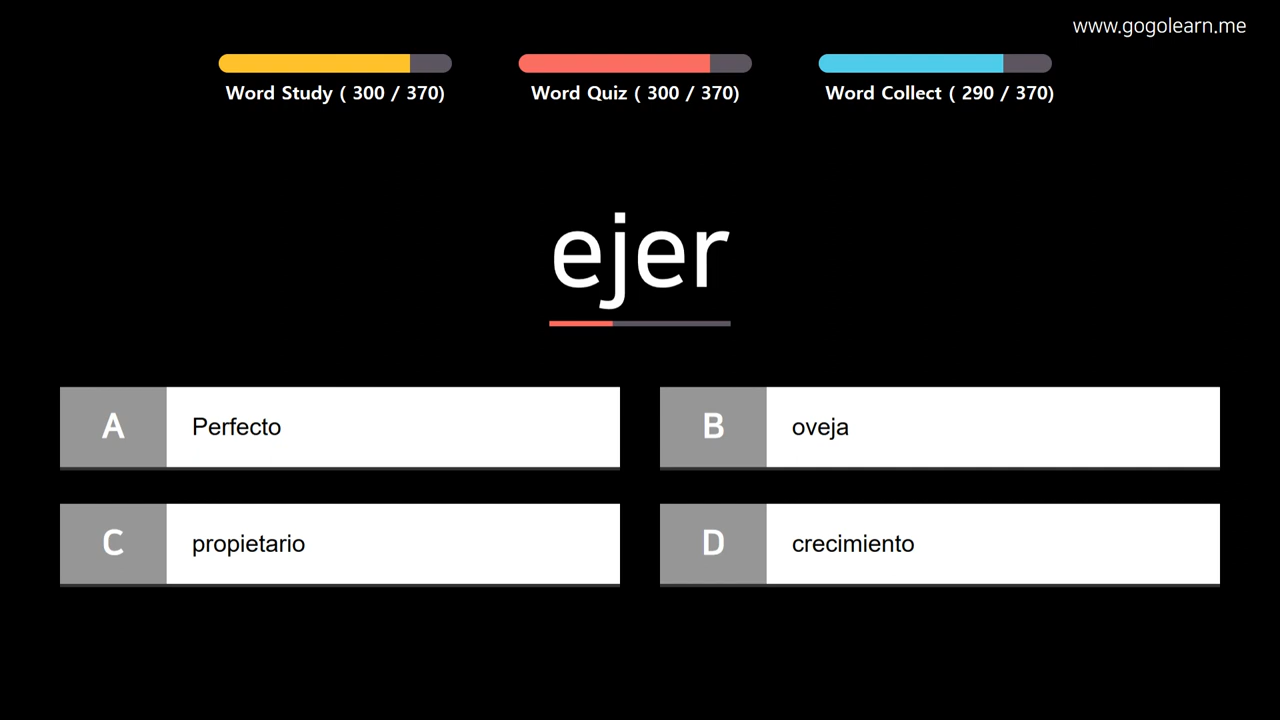 www.gogolearn.me
Word Study ( 300 / 370)
Word Quiz ( 300 / 370)
Word Collect ( 290 / 370)
ejer
A Perfecto
B oveja
C propietario
D crecimiento